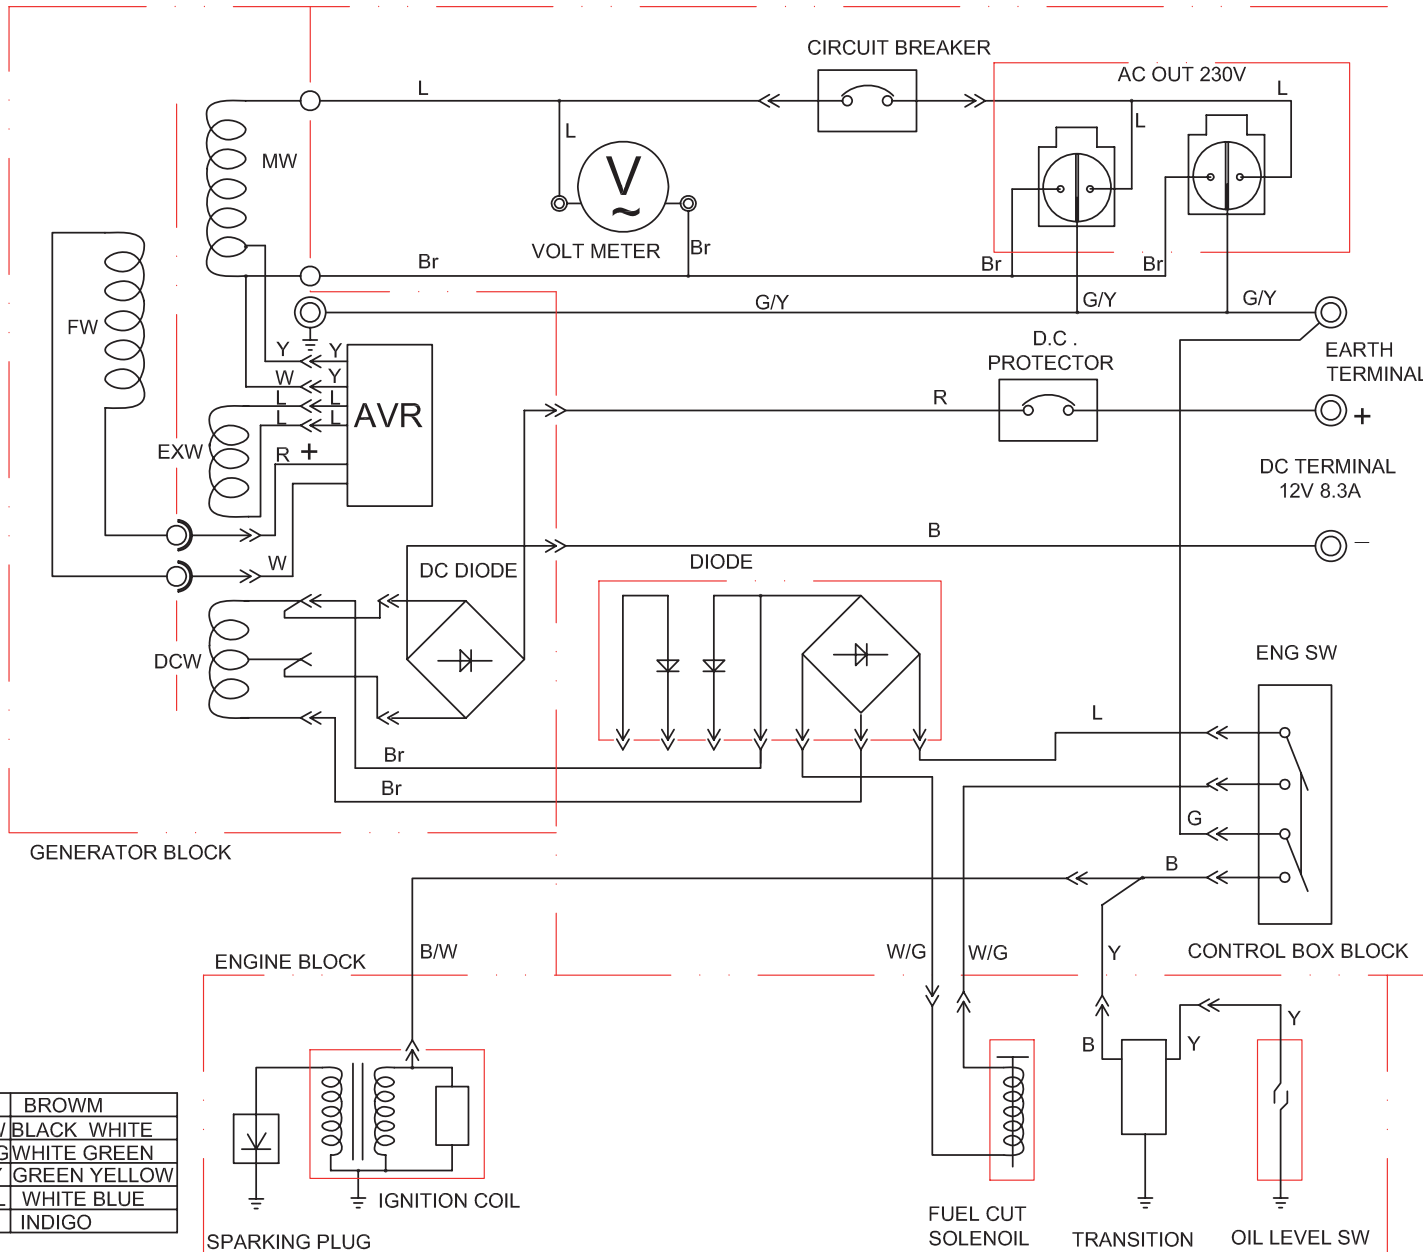 CIRCUIT BREAKER
AC OUT 230V
L
L
L
L
MW
V
~
VOLT METER
Br
Br
Br
Br
FW
G/Y
G/Y
G/Y
EARTH
TERMINAL
Y
Y
W
Y
L
L
L
L
AVR
EXW
R +
W
D.C .
PROTECTOR
R
+
DC TERMINAL
12V 8.3A
B
−
DC DIODE
DIODE
DCW
ENG SW
Br
Br
L
G
B
GENERATOR BLOCK
CONTROL BOX BLOCK
ENGINE BLOCK
B/W
W/G
W/G
Y
B
Y
Y
IGNITION COIL
SPARKING PLUG
FUEL CUT
SOLENOIL
TRANSITION
OIL LEVEL SW
BROWM
BLACK WHITE
G WHITE GREEN
GREEN YELLOW
L WHITE BLUE
INDIGO